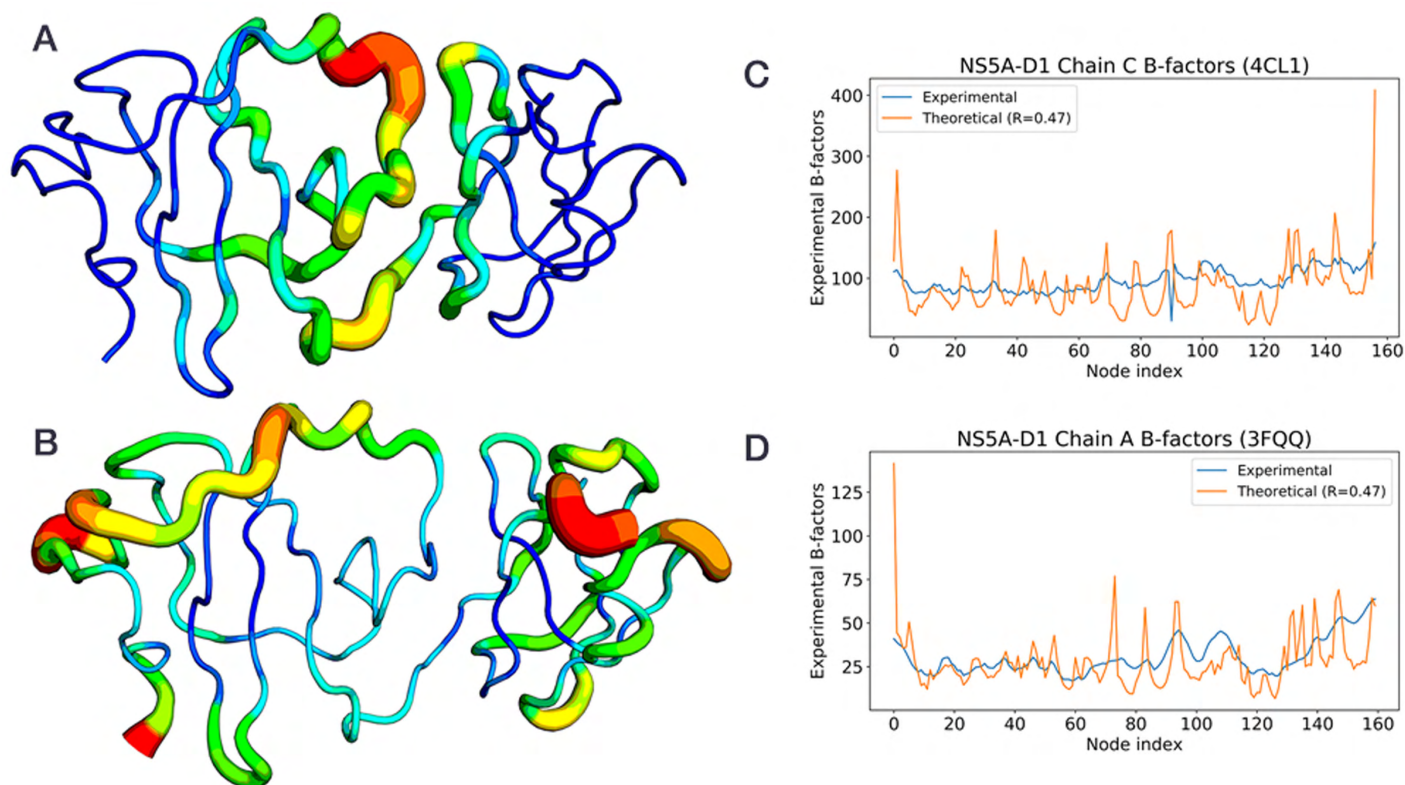 A
B
C
NS5A-D1 Chain C B-factors (4CL1)
Experimental
Theoretical (R=0.47)
Experimental B-factors
400
300
200
100
0 20 40 60 80 100 120 140 160
Node index
D
NS5A-D1 Chain A B-factors (3FQQ)
Experimental
Theoretical (R=0.47)
Experimental B-factors
125
100
75
50
25
0 20 40 60 80 100 120 140 160
Node index